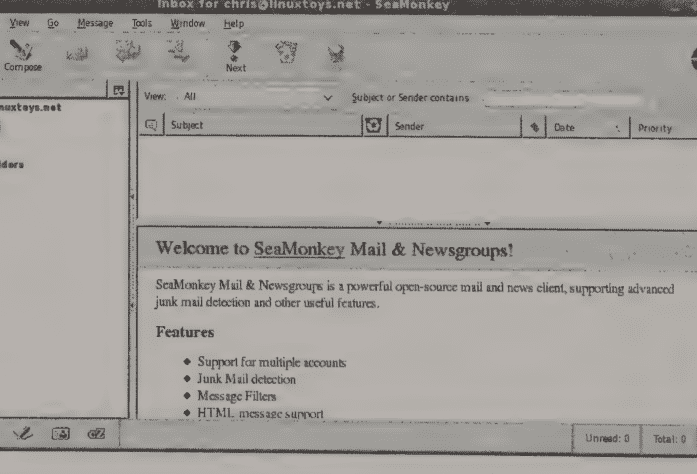 Inbox for chris@linuxtoys.net - SeaMonkey
View Go Message Tools Window Help
Compose Next
nuxtoys.net
View: All Subject or Sender contains
Subject Sender Date Priority
lders
Welcome to SeaMonkey Mail & Newsgroups!
SeaMonkey Mail & Newsgroups is a powerful open-source mail and news client, supporting advanced
junk mail detection and other useful features.
Features
Support for multiple accounts
Junk Mail detection
Message Filters
HTML message support
Unread: 0 Total: 0